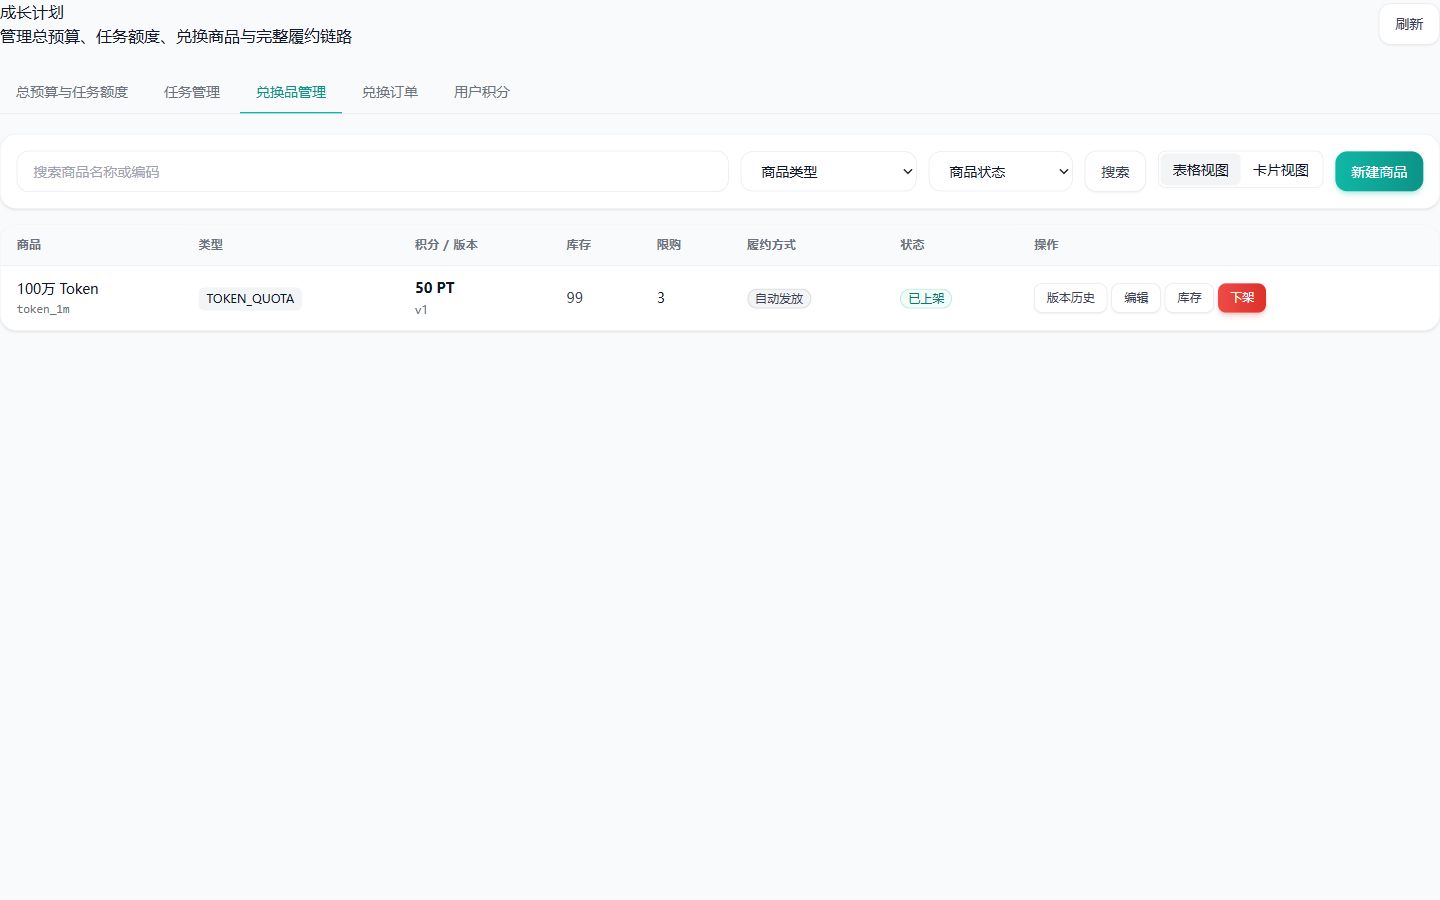 成长计划
刷新
管理总预算、任务额度、兑换商品与完整履约链路
总预算与任务额度 任务管理 兑换品管理 兑换订单 用户积分
搜索商品名称或编码 商品类型 商品状态 搜索 表格视图 卡片视图 新建商品
商品 类型 积分 / 版本 库存 限购 履约方式 状态 操作
100万 Token TOKEN_QUOTA 50 PT 99 3 自动发放 已上架 版本历史 编辑 库存 下架
token_1m v1